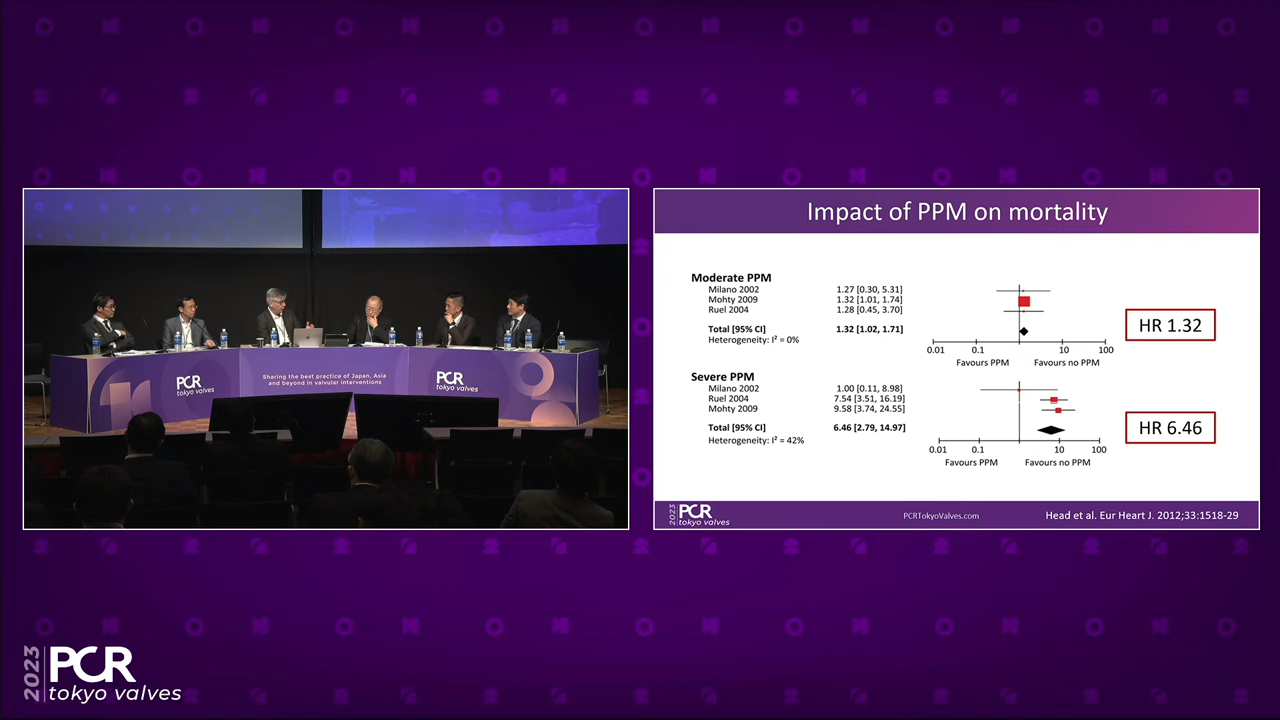 PCR
tokyo valves
Sharing the best practice of Japan, Asia
and beyond in valvular interventions
PCR
tokyo valves
Impact of PPM on mortality
Moderate PPM
Milano 2002 1.27 [0.30, 5.31]
Mohty 2009 1.32 [1.01, 1.74]
Ruel 2004 1.28 [0.45, 3.70]
Total [95% CI] 1.32 [1.02, 1.71]
Heterogeneity: I² = 0%
0.01 0.1 10 100
Favours PPM Favours no PPM
HR 1.32
Severe PPM
Milano 2002 1.00 [0.11, 8.98]
Ruel 2004 7.54 [3.51, 16.19]
Mohty 2009 9.58 [3.74, 24.55]
Total [95% CI] 6.46 [2.79, 14.97]
Heterogeneity: I² = 42%
0.01 0.1 10 100
Favours PPM Favours no PPM
HR 6.46
2023 PCR
tokyo valves
PCRTokyoValves.com
Head et al. Eur Heart J. 2012;33:1518-29
2023 PCR
tokyo valves